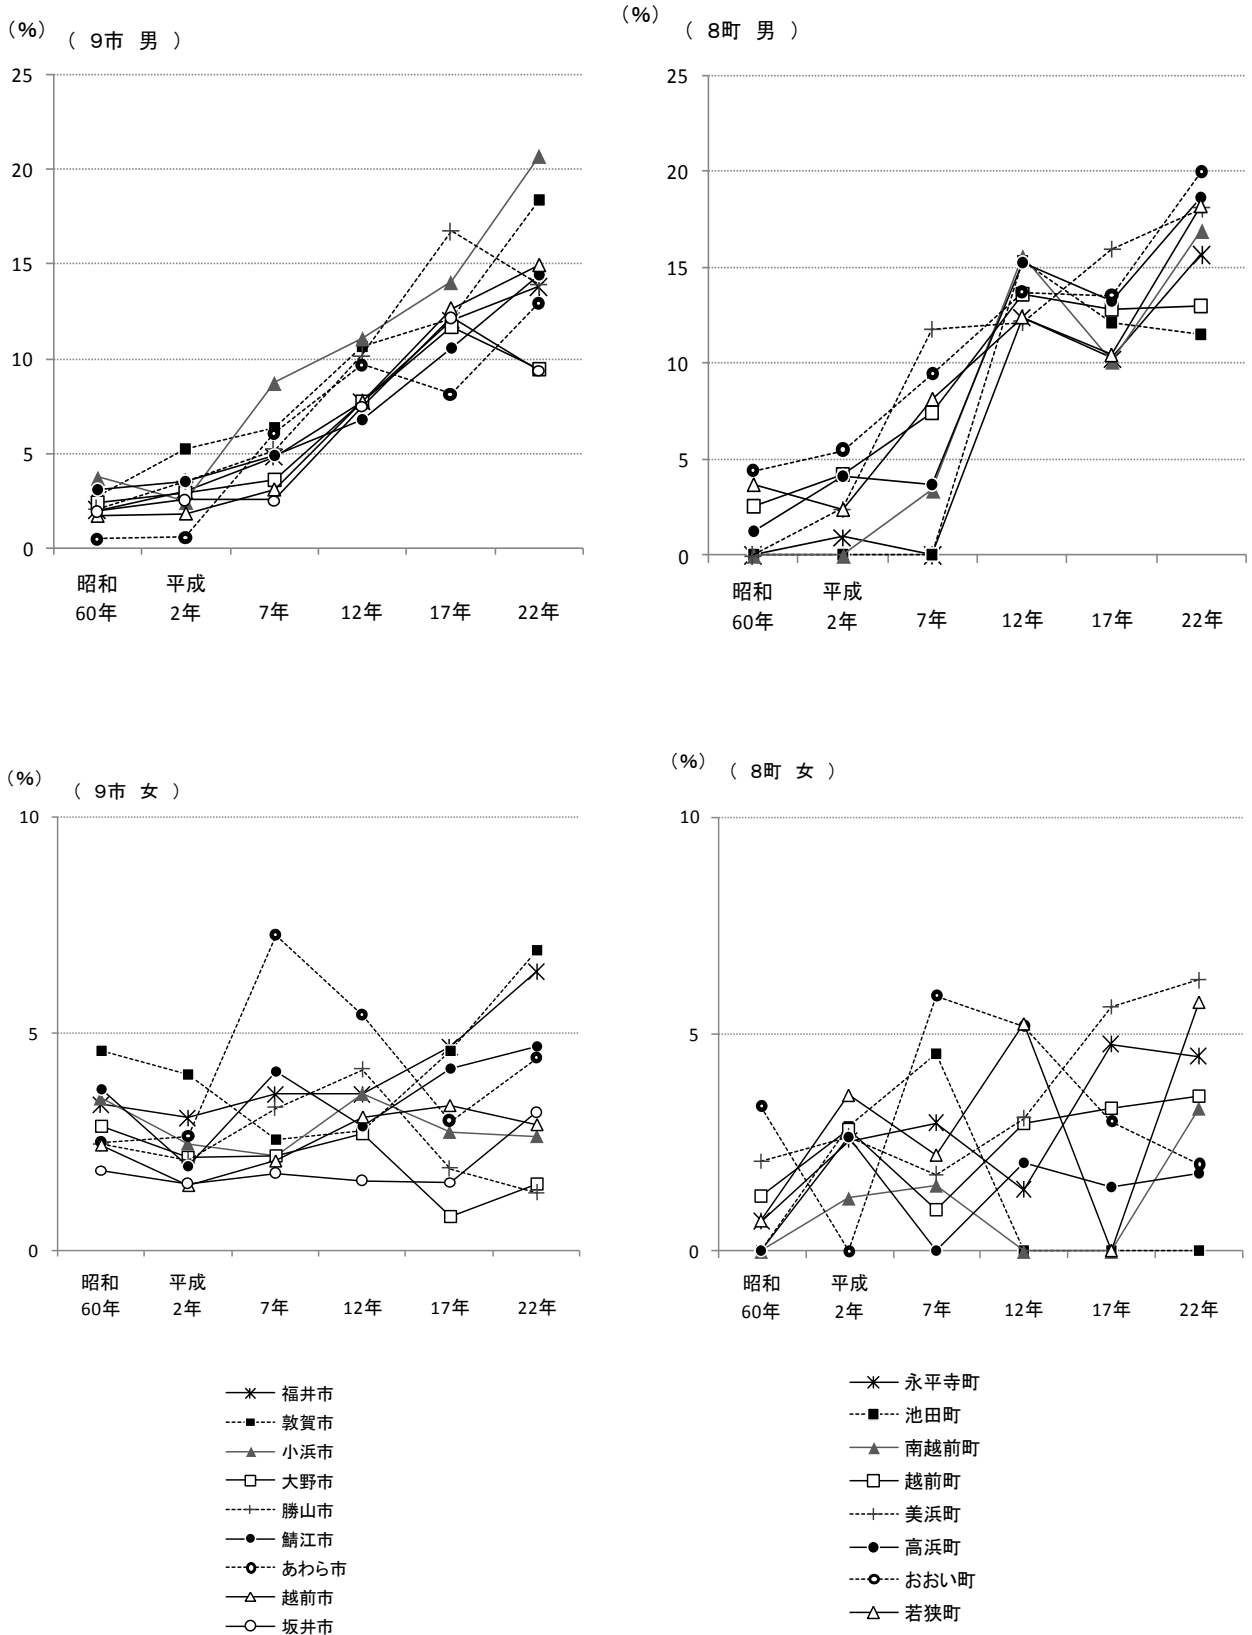 (%)
( 9市 男 )
25
20
15
10
5
0
昭和 平成
60年 2年 7年 12年 17年 22年
(%)
( 8町 男 )
25
20
15
10
5
0
昭和 平成
60年 2年 7年 12年 17年 22年
(%)
( 9市 女 )
10
5
0
昭和 平成
60年 2年 7年 12年 17年 22年
(%)
( 8町 女 )
10
5
0
昭和 平成
60年 2年 7年 12年 17年 22年
福井市
敦賀市
小浜市
大野市
勝山市
鯖江市
あわら市
越前市
坂井市
永平寺町
池田町
南越前町
越前町
美浜町
高浜町
おおい町
若狭町